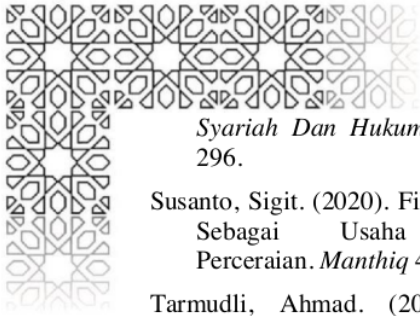 Syariah Dan Hukum
296.
Susanto, Sigit. (2020). Fi
Sebagai Usaha
Perceraian. Manthiq 4
Tarmudli, Ahmad. (20